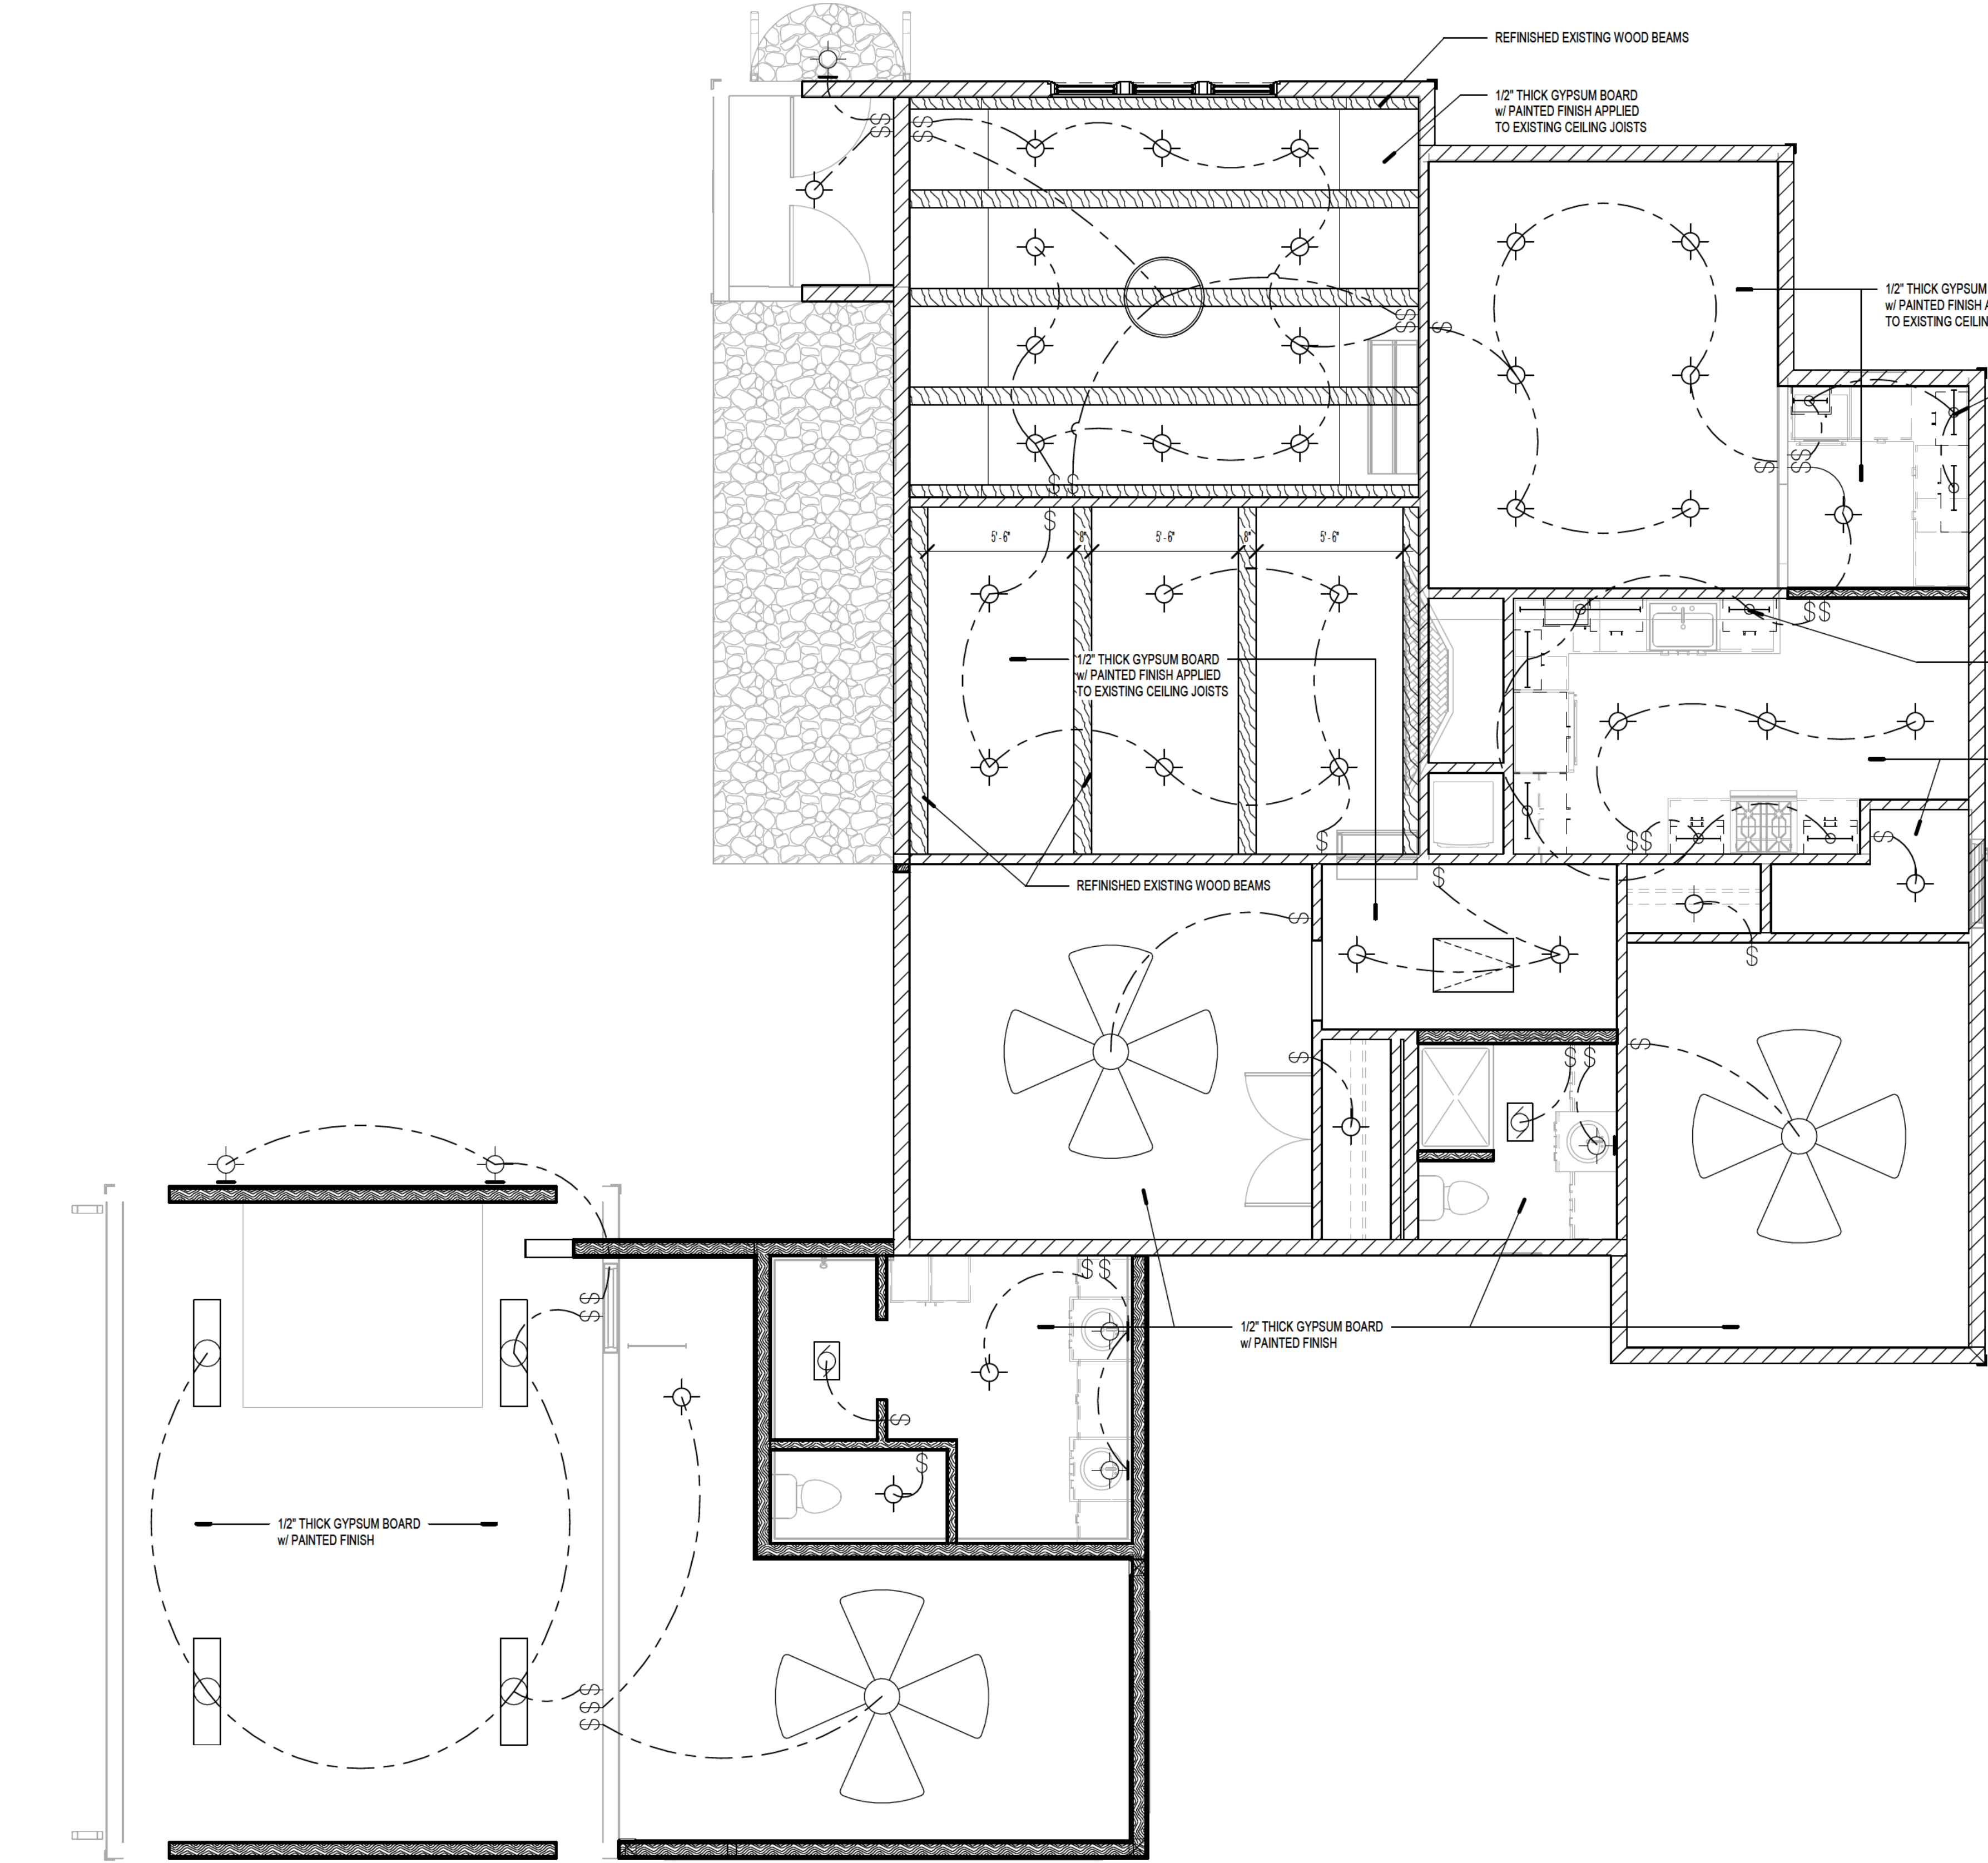 REFINISHED EXISTING WOOD BEAMS
1/2" THICK GYPSUM BOARD
w/ PAINTED FINISH APPLIED
TO EXISTING CEILING JOISTS
1/2" THICK GYPSUM
w/ PAINTED FINISH
TO EXISTING
5' - 6" 8" 5' - 6" 8" 5' - 6"
1/2" THICK GYPSUM BOARD
w/ PAINTED FINISH APPLIED
TO EXISTING CEILING JOISTS
REFINISHED EXISTING WOOD BEAMS
1/2" THICK GYPSUM BOARD
w/ PAINTED FINISH
1/2" THICK GYPSUM BOARD
w/ PAINTED FINISH